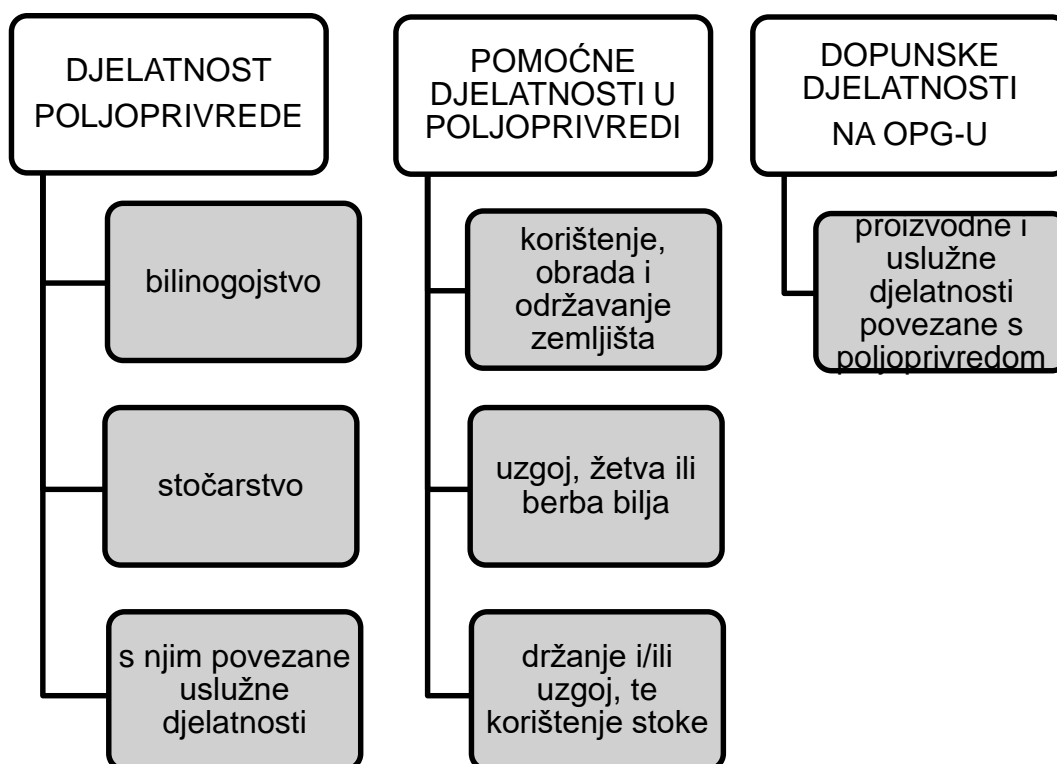 DJELATNOST
POLJOPRIVREDE
bilinogojstvo
stočarstvo
s njim povezane
uslužne
djelatnosti
POMOĆNE
DJELATNOSTI U
POLJOPRIVREDI
korištenje,
obrada i
održavanje
zemljišta
uzgoj, žetva ili
berba bilja
držanje i/ili
uzgoj, te
korištenje stoke
DOPUNSKE
DJELATNOSTI
NA OPG-U
proizvodne i
uslužne
djelatnosti
povezane s
poljoprivredom